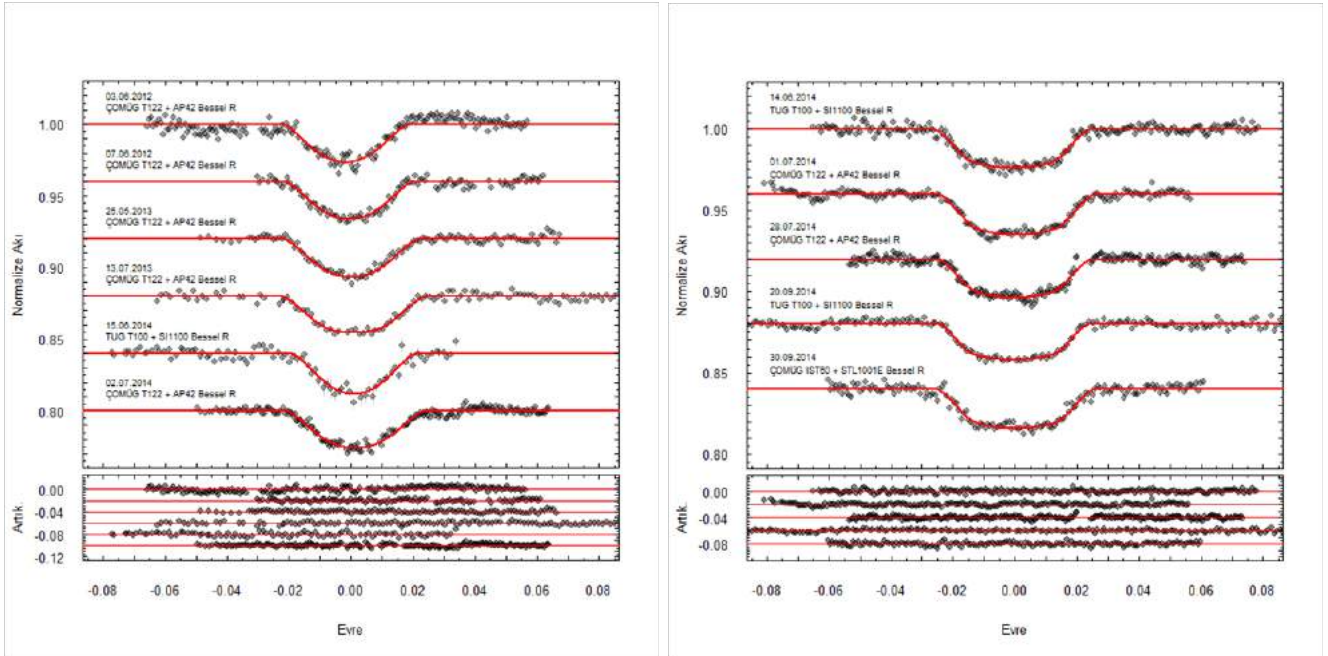 03.06.2012
ÇOMÜG T122 + AP42 Bessel R
1.00
07.06.2012
ÇOMÜG T122 + AP42 Bessel R
0.95
25.05.2013
ÇOMÜG T122 + AP42 Bessel R
0.90
13.07.2013
ÇOMÜG T122 + AP42 Bessel R
0.85
15.06.2014
TUG T100 + SI1100 Bessel R
02.07.2014
ÇOMÜG T122 + AP42 Bessel R
0.80
Normalize Akı
0.00
-0.04
-0.08
-0.12
Artık
-0.08 -0.06 -0.04 -0.02 0.00 0.02 0.04 0.06 0.08
Evre
14.06.2014
TUG T100 + SI1100 Bessel R
1.00
01.07.2014
ÇOMÜG T122 + AP42 Bessel R
0.95
28.07.2014
ÇOMÜG T122 + AP42 Bessel R
0.90
20.09.2014
TUG T100 + SI1100 Bessel R
0.85
30.09.2014
ÇOMÜG IST60 + STL1001E Bessel R
0.80
Normalize Akı
0.00
-0.04
-0.08
Artık
-0.08 -0.06 -0.04 -0.02 0.00 0.02 0.04 0.06 0.08
Evre